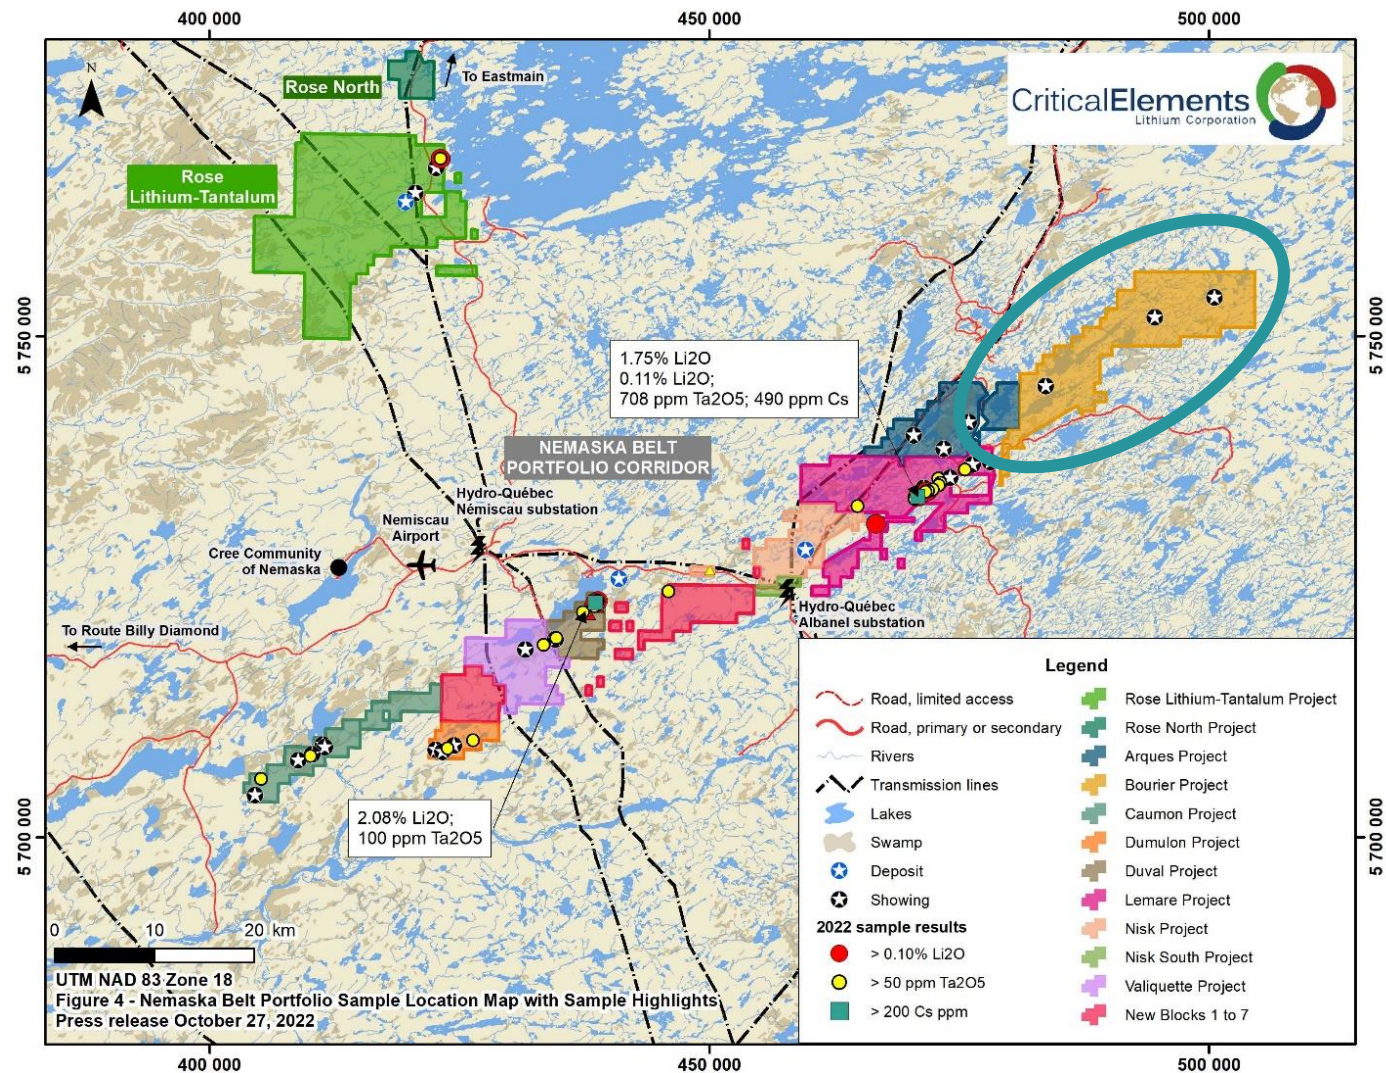 400 000
450 000
500 000
N
Rose North
To Eastmain
CriticalElements
Lithium Corporation
Rose
Lithium-Tantalum
5 750 000
5 750 000
1.75% Li2O
0.11% Li2O;
708 ppm Ta2O5; 490 ppm Cs
NEMASKA BELT
PORTFOLIO CORRIDOR
Hydro-Québec
Némiscau substation
Nemiscau
Airport
Cree Community
of Nemaska
Hydro-Québec
Albanel substation
To Route Billy Diamond
2.08% Li2O;
100 ppm Ta2O5
5 700 000
5 700 000
Legend
Road, limited access
Road, primary or secondary
Rivers
Transmission lines
Lakes
Swamp
Deposit
Showing
2022 sample results
> 0.10% Li2O
> 50 ppm Ta2O5
> 200 Cs ppm
Rose Lithium-Tantalum Project
Rose North Project
Arques Project
Bourier Project
Caumon Project
Dumulon Project
Duval Project
Lemare Project
Nisk Project
Nisk South Project
Valiquette Project
New Blocks 1 to 7
0 10 20 km
UTM NAD 83 Zone 18
Figure 4 - Nemaska Belt Portfolio Sample Location Map with Sample Highlights
Press release October 27, 2022
400 000
450 000
500 000